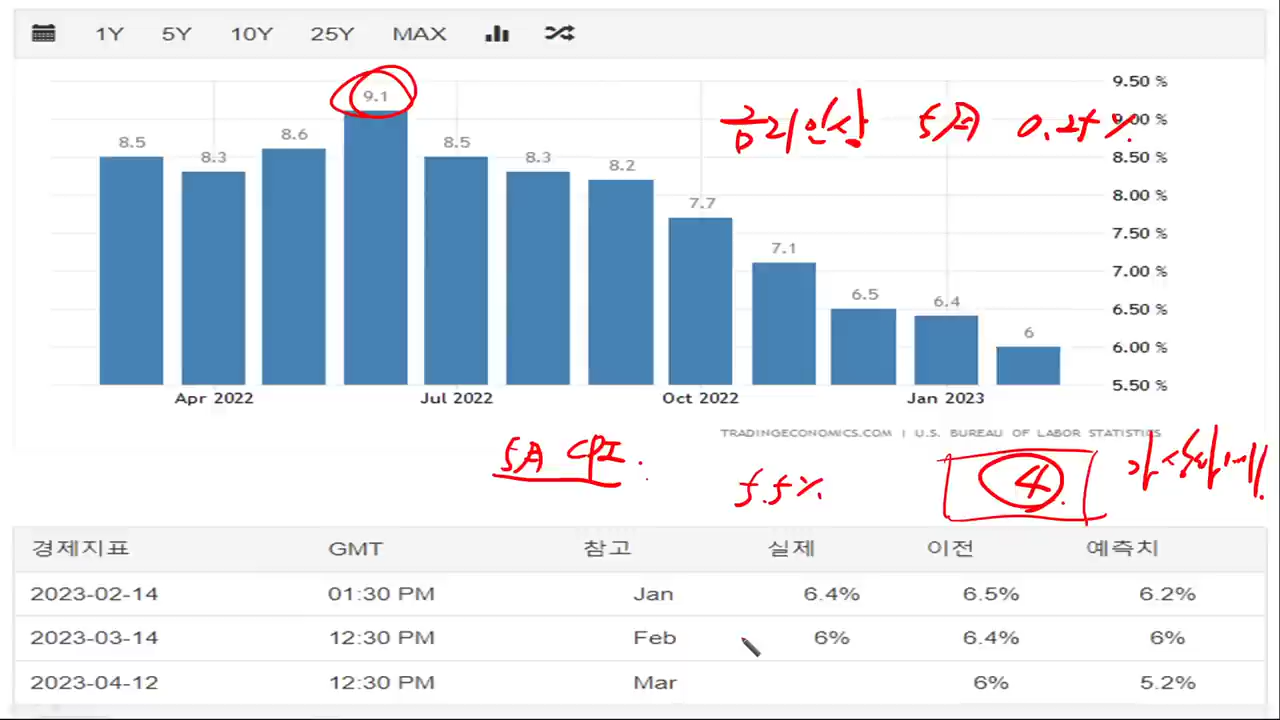 1Y 5Y 10Y 25Y MAX
9.50 %
9.00 %
8.50 %
8.00 %
7.50 %
7.00 %
6.50 %
6.00 %
5.50 %
8.5 8.3 8.6 9.1 8.5 8.3 8.2 7.7 7.1 6.5 6.4 6
금리인상 5月 0.25%
Apr 2022 Jul 2022 Oct 2022 Jan 2023
TRADINGECONOMICS.COM | U.S. BUREAU OF LABOR STATISTICS
5月 CPI.
5.5% 4
경제지표 GMT 참고 실제 이전 예측치
2023-02-14 01:30 PM Jan 6.4% 6.5% 6.2%
2023-03-14 12:30 PM Feb 6% 6.4% 6%
2023-04-12 12:30 PM Mar 6% 5.2%